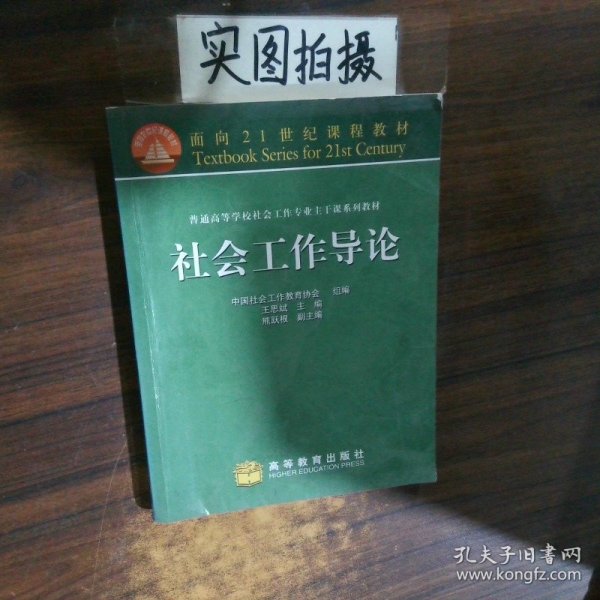 实图拍摄
面向21世纪课程教材
Textbook Series for 21st Century
普通高等学校社会工作专业主干课系列教材
社会工作导论
中国社会工作教育协会 组编
王思斌 主编
熊跃根 副主编
高等教育出版社
HIGHER EDUCATION PRESS
孔夫子旧书网
www.kongfz.com